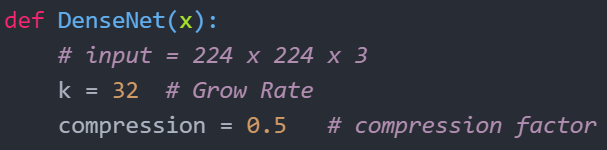 def DenseNet(x):
    # input = 224 x 224 x 3
    k = 32  # Grow Rate
    compression = 0.5   # compression factor